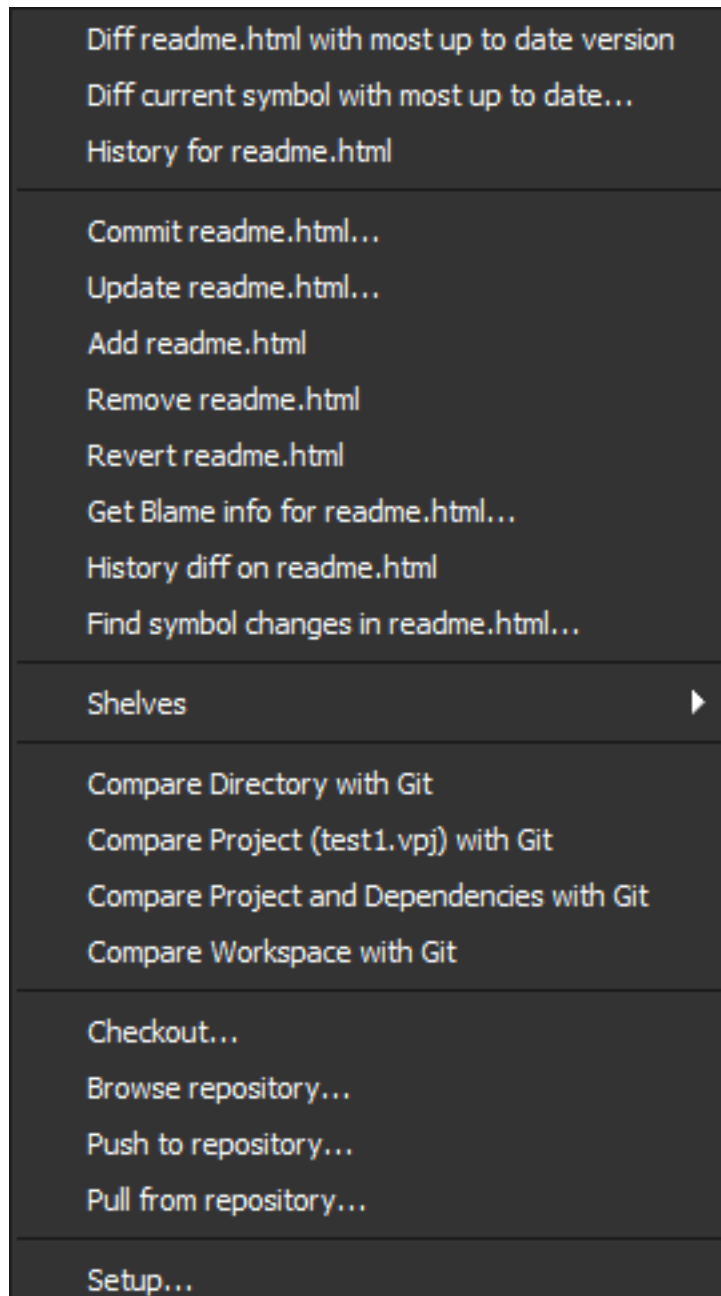 Diff readme.html with most up to date version
Diff current symbol with most up to date...
History for readme.html
Commit readme.html...
Update readme.html...
Add readme.html
Remove readme.html
Revert readme.html
Get Blame info for readme.html...
History diff on readme.html
Find symbol changes in readme.html...
Shelves
Compare Directory with Git
Compare Project (test1.vpj) with Git
Compare Project and Dependencies with Git
Compare Workspace with Git
Checkout...
Browse repository...
Push to repository...
Pull from repository...
Setup...